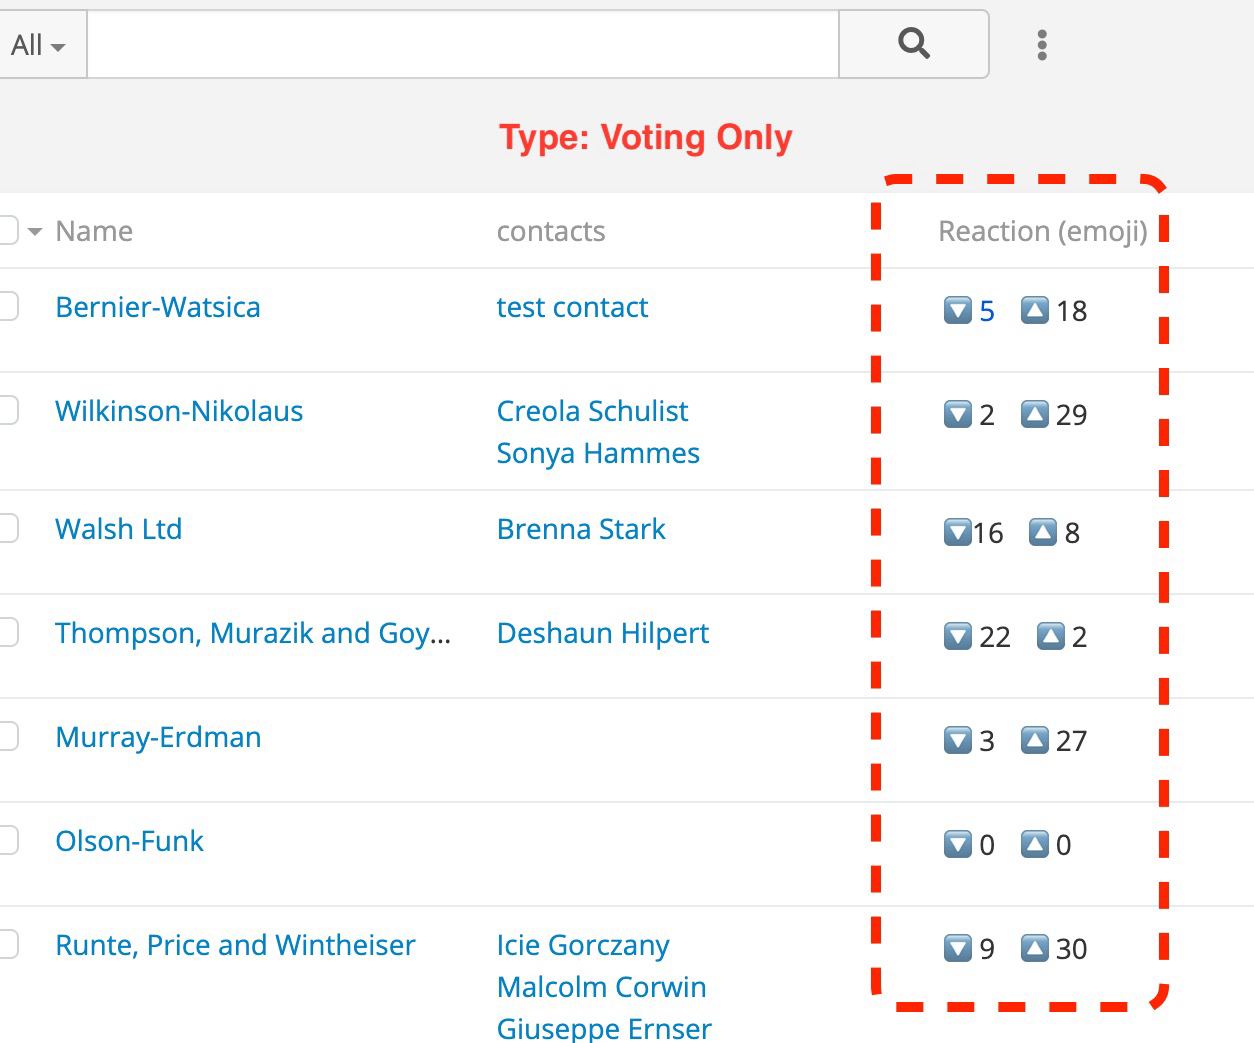 All
Type: Voting Only
Name contacts Reaction (emoji)
Bernier-Watsica test contact 🔽 5 🔼 18
Wilkinson-Nikolaus Creola Schulist 🔽 2 🔼 29
Sonya Hammes
Walsh Ltd Brenna Stark 🔽16 🔼 8
Thompson, Murazik and Goy... Deshaun Hilpert 🔽 22 🔼 2
Murray-Erdman 🔽 3 🔼 27
Olson-Funk 🔽 0 🔼 0
Runte, Price and Wintheiser Icie Gorczany 🔽 9 🔼 30
Malcolm Corwin
Giuseppe Ernser